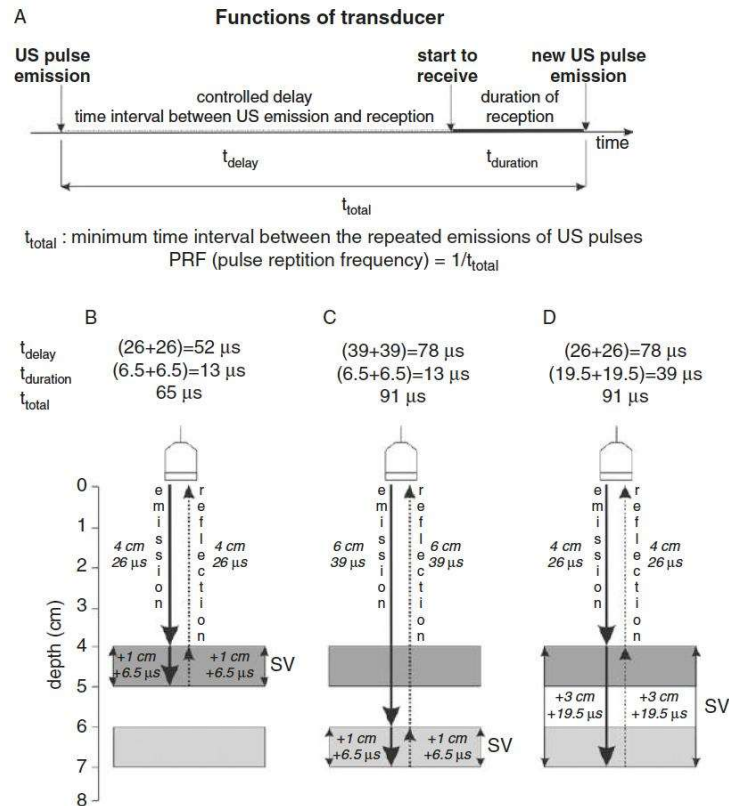 A
Functions of transducer
US pulse emission
start to receive
new US pulse emission
controlled delay
time interval between US emission and reception
duration of reception
time
t_delay
t_duration
t_total
t_total : minimum time interval between the repeated emissions of US pulses
PRF (pulse reptition frequency) = 1/t_total
B
C
D
t_delay
(26+26)=52 µs
(39+39)=78 µs
(26+26)=78 µs
t_duration
(6.5+6.5)=13 µs
(6.5+6.5)=13 µs
(19.5+19.5)=39 µs
t_total
65 µs
91 µs
91 µs
depth (cm)
0
1
2
3
4
5
6
7
8
emission
reflection
4 cm
26 µs
4 cm
26 µs
+1 cm
+6.5 µs
+1 cm
+6.5 µs
SV
emission
reflection
6 cm
39 µs
6 cm
39 µs
+1 cm
+6.5 µs
+1 cm
+6.5 µs
SV
emission
reflection
4 cm
26 µs
4 cm
26 µs
+3 cm
+19.5 µs
+3 cm
+19.5 µs
SV